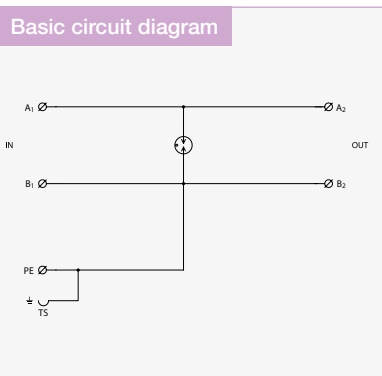 Basic circuit diagram
A1 A2
IN OUT
B1 B2
PE
TS